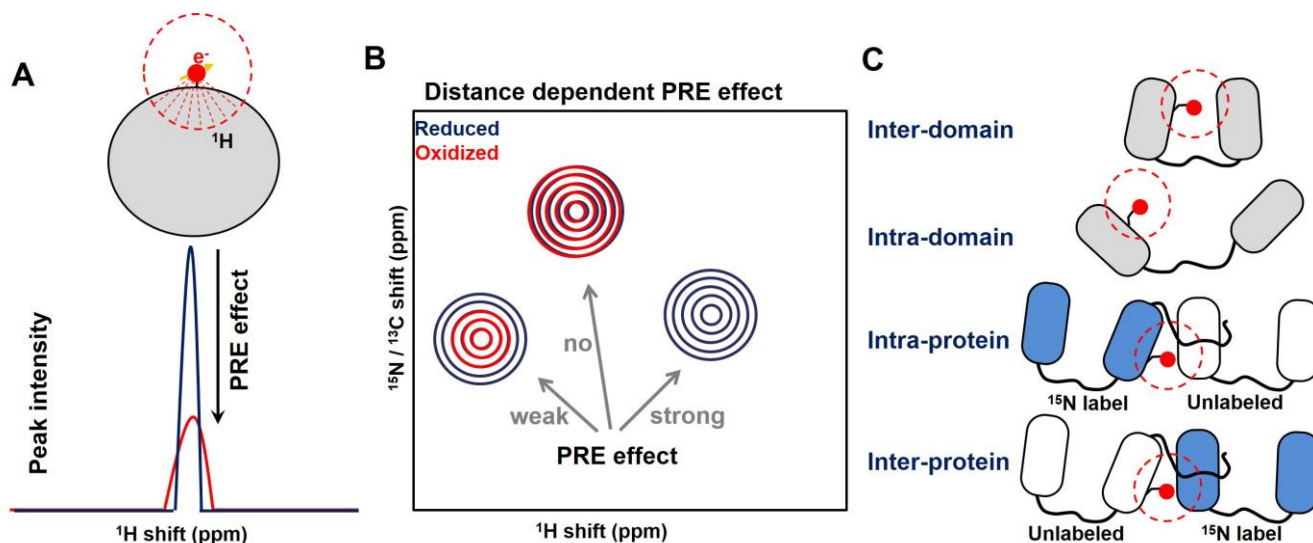 A
e⁻
¹H
Peak intensity
PRE effect
¹H shift (ppm)
B
Distance dependent PRE effect
Reduced
Oxidized
¹⁵N / ¹³C shift (ppm)
no
weak
strong
PRE effect
¹H shift (ppm)
C
Inter-domain
Intra-domain
Intra-protein
¹⁵N label
Unlabeled
Inter-protein
Unlabeled
¹⁵N label